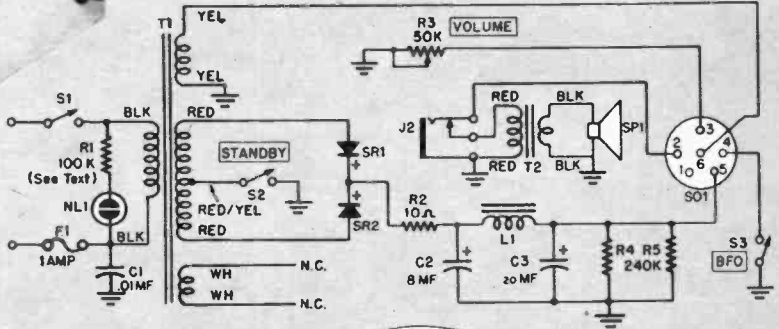 T1
YEL
YEL
R3
50K
VOLUME
S1
BLK
R1
100 K
(See Text)
NL1
F1
1AMP
BLK
C1
.01MF
RED
STANDBY
S2
RED/YEL
RED
WH
WH
N.C.
N.C.
SR1
+
+
SR2
J2
RED
RED
T2
BLK
BLK
SP1
R2
10Ω
L1
+
C2
8 MF
+
C3
20 MF
R4
R5
240K
3
2
6
4
1
5
SO1
S3
BFO